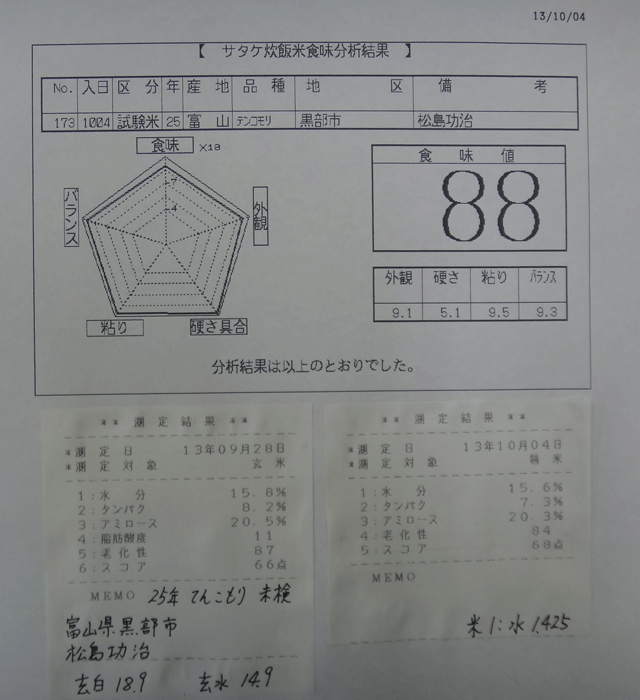 13/10/04
【 サタケ炊飯米食味分析結果 】
No. 入日 区 分 年 産 地 品 種 地 区 備 考
173 1004 試験米 25 富 山 テンコモリ 黒部市 松島功治
食味 ×10
7
4
外観
硬さ具合
粘り
バランス
食 味 値
88
外観 硬さ 粘り バランス
9.1 5.1 9.5 9.3
分析結果は以上のとおりでした。
** 測 定 結 果 **
*測 定 日 13年09月28日
*測 定 対 象 玄 米
1:水 分 15.8%
2:タンパク 8.2%
3:アミロース 20.5%
4:脂肪酸度 11
5:老化性 87
6:スコア 66点
MEMO 25年 てんこもり 未検
富山県黒部市
松島功治
玄白 18.9 玄水 14.9
** 測 定 結 果 **
*測 定 日 13年10月04日
*測 定 対 象 精 米
1:水 分 15.6%
2:タンパク 7.3%
3:アミロース 20.3%
4:老化性 84
5:スコア 68点
MEMO
米1:水1.425